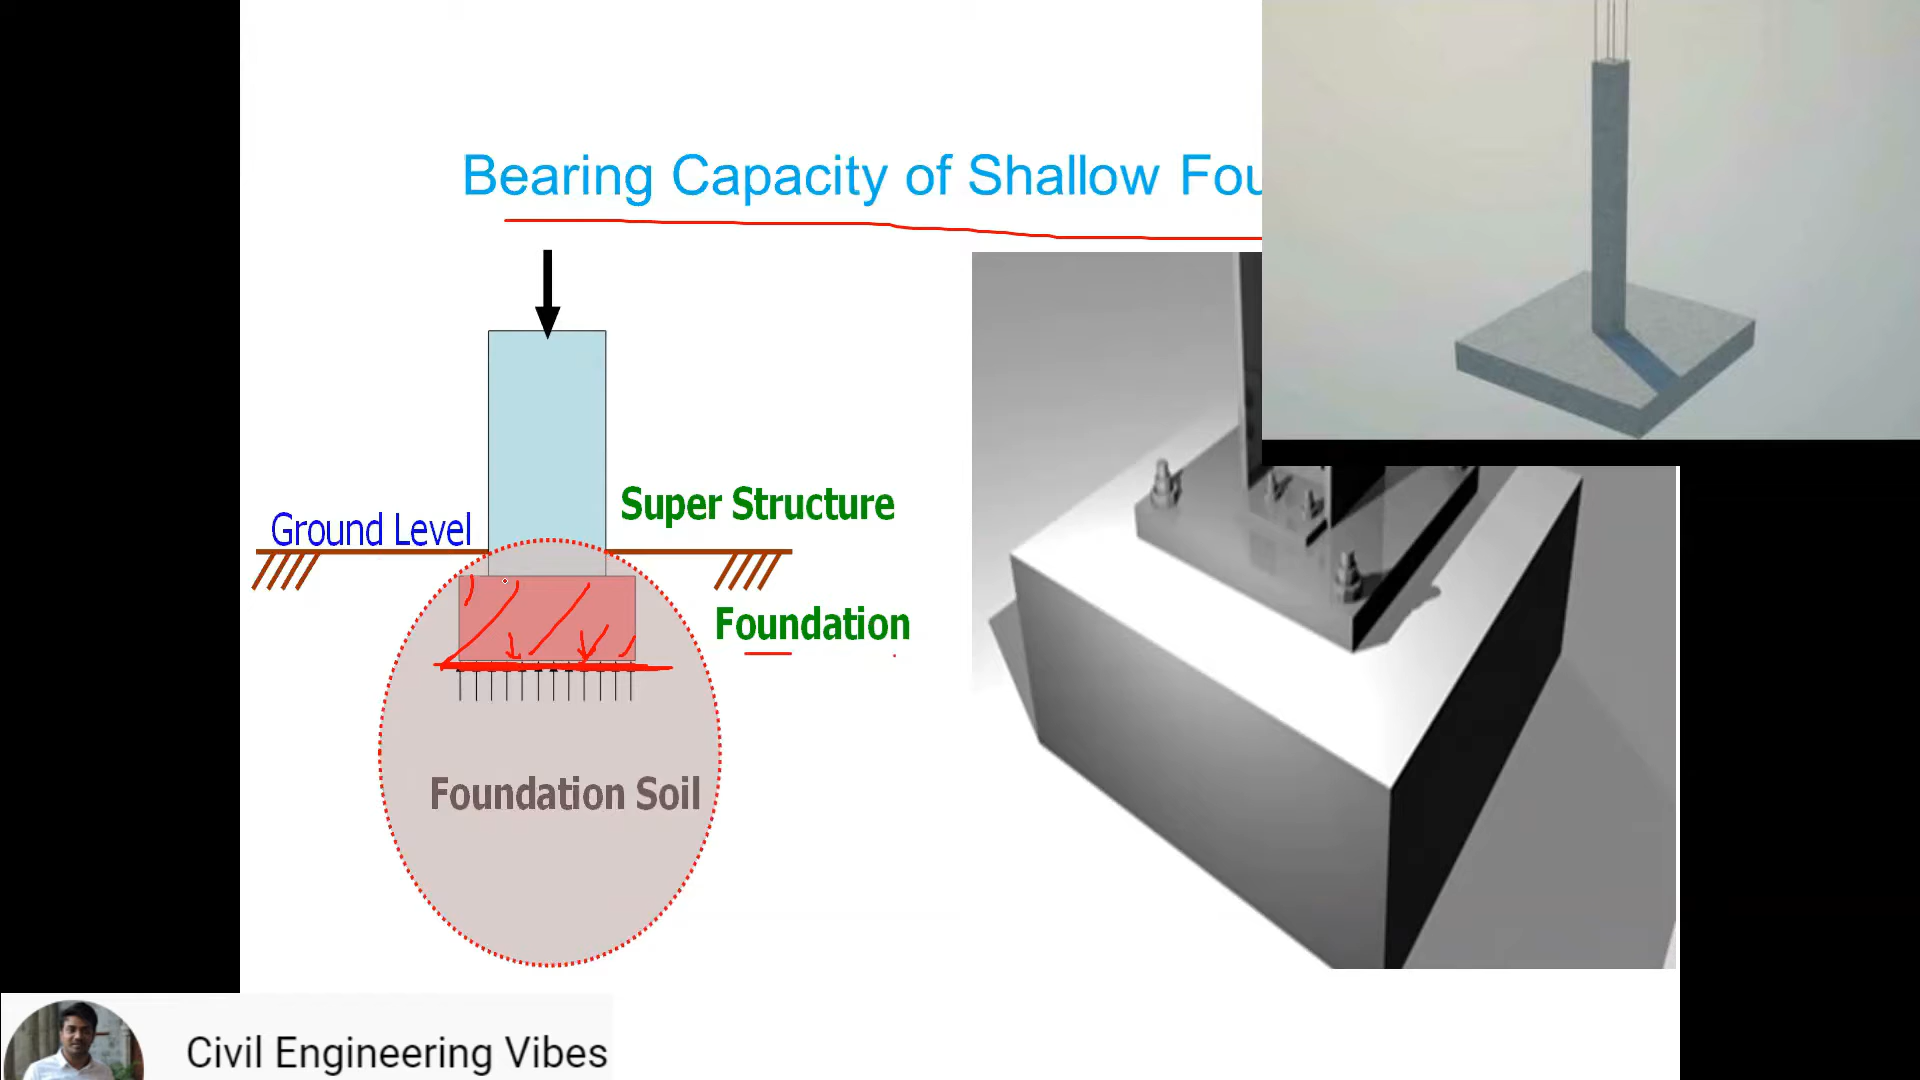 Bearing Capacity of Shallow Fou
Super Structure
Ground Level
Foundation
Foundation Soil
Civil Engineering Vibes